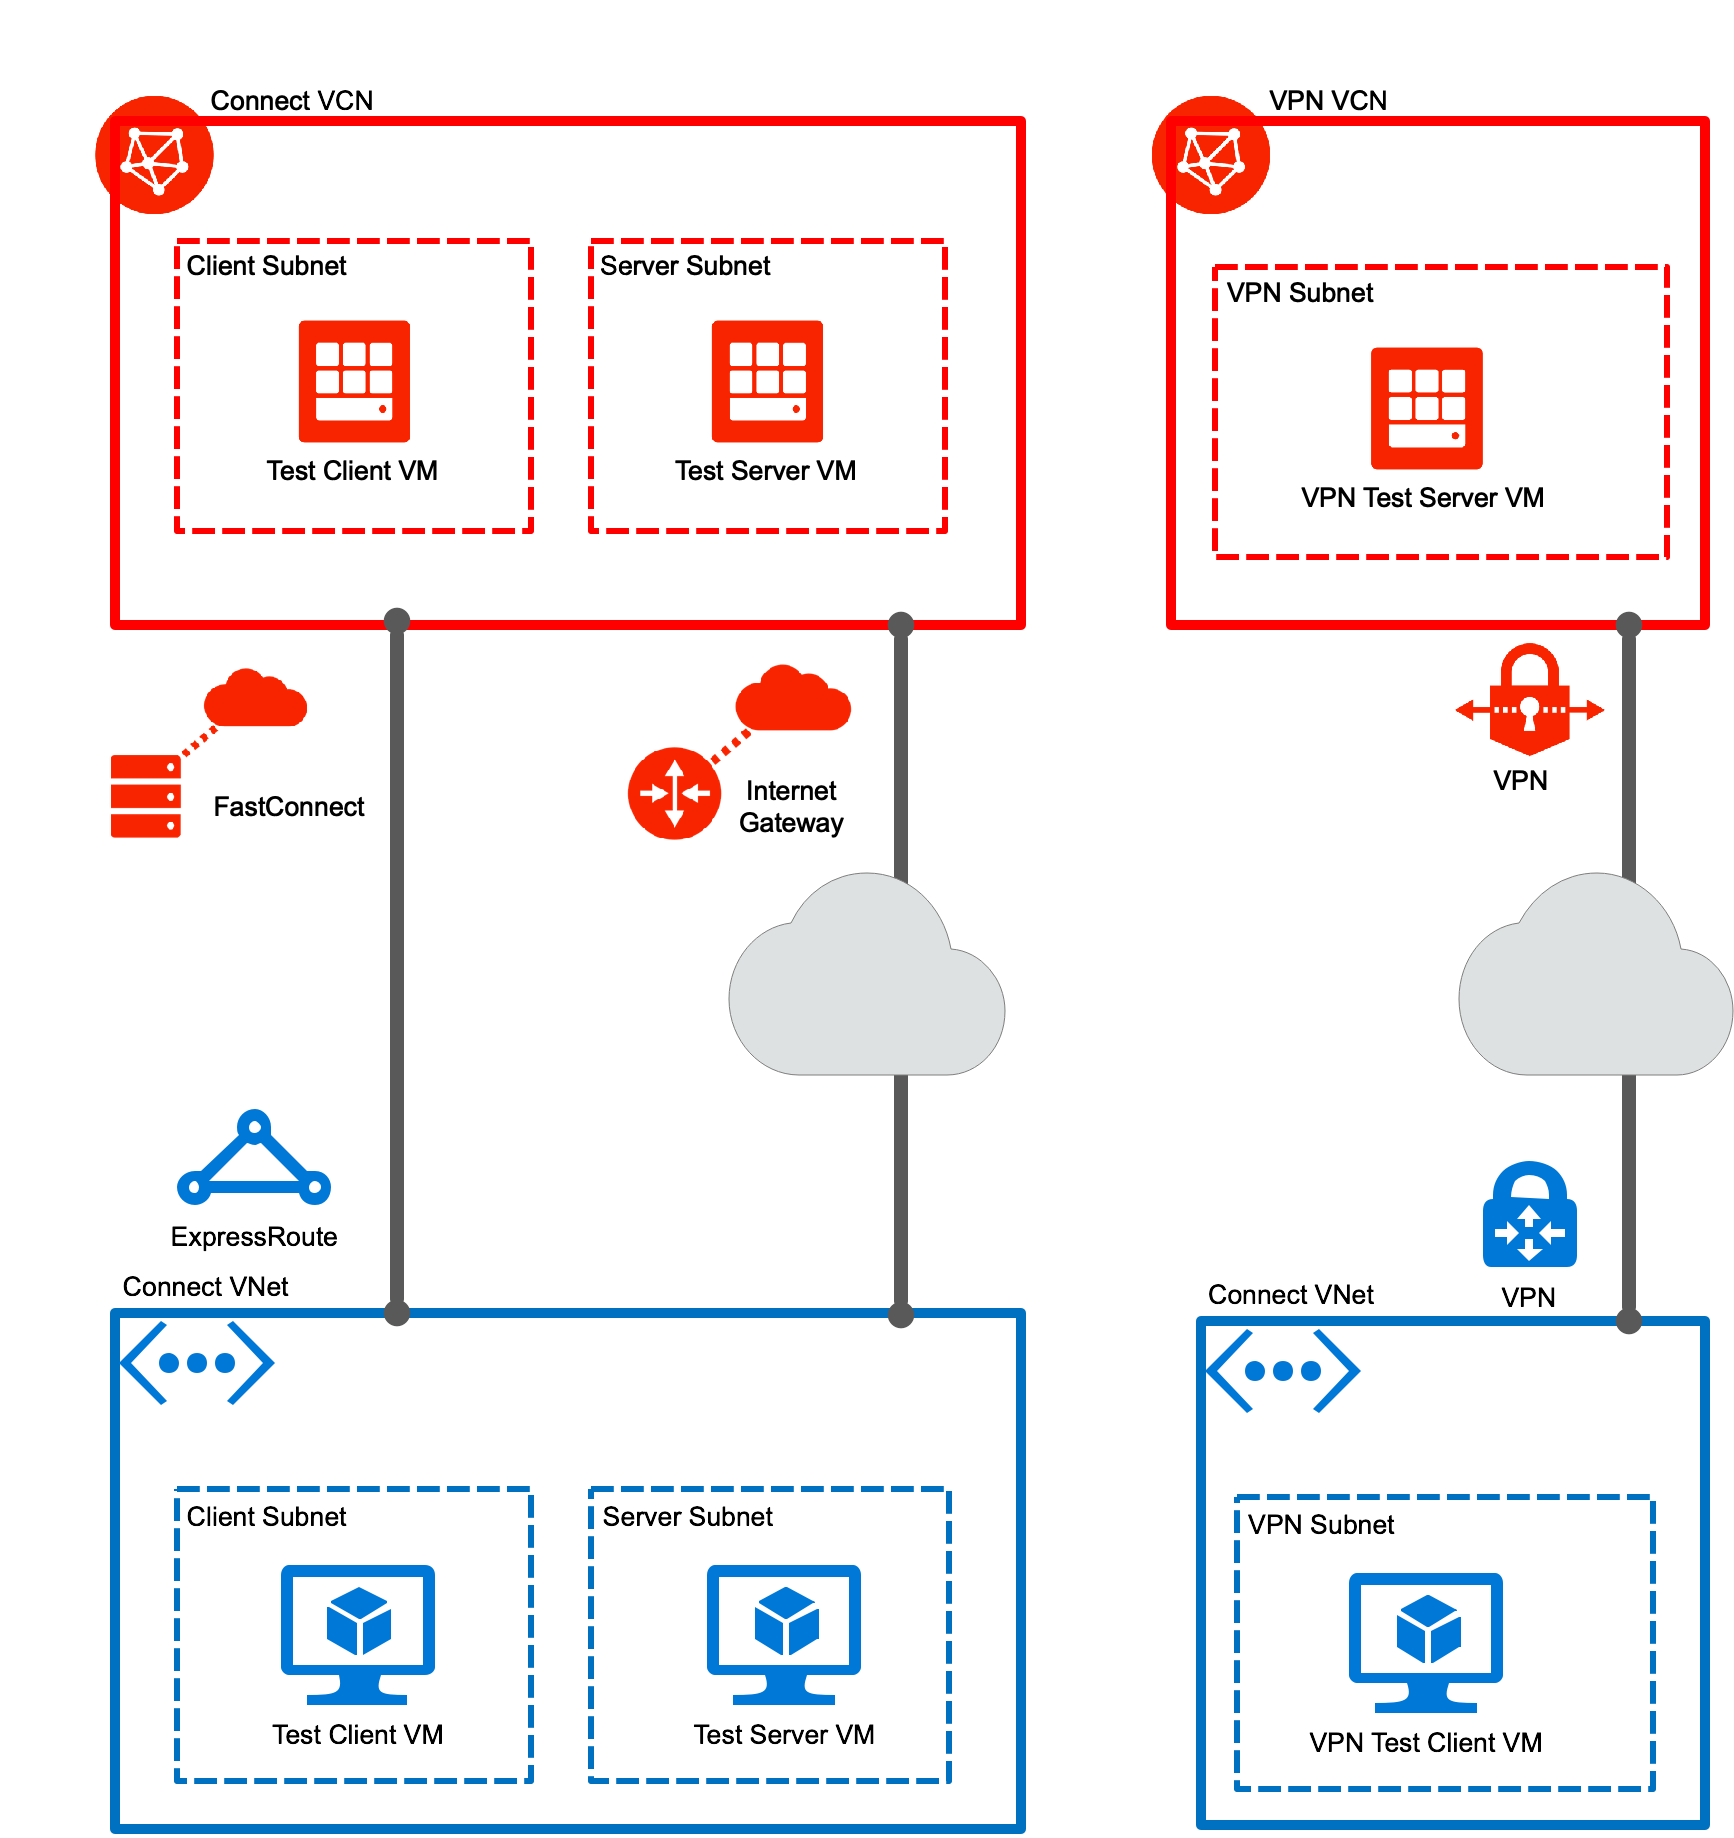 Connect VCN
VPN VCN
Client Subnet
Server Subnet
VPN Subnet
Test Client VM
Test Server VM
VPN Test Server VM
FastConnect
Internet
Gateway
VPN
ExpressRoute
Connect VNet
Connect VNet
VPN
Client Subnet
Server Subnet
VPN Subnet
Test Client VM
Test Server VM
VPN Test Client VM